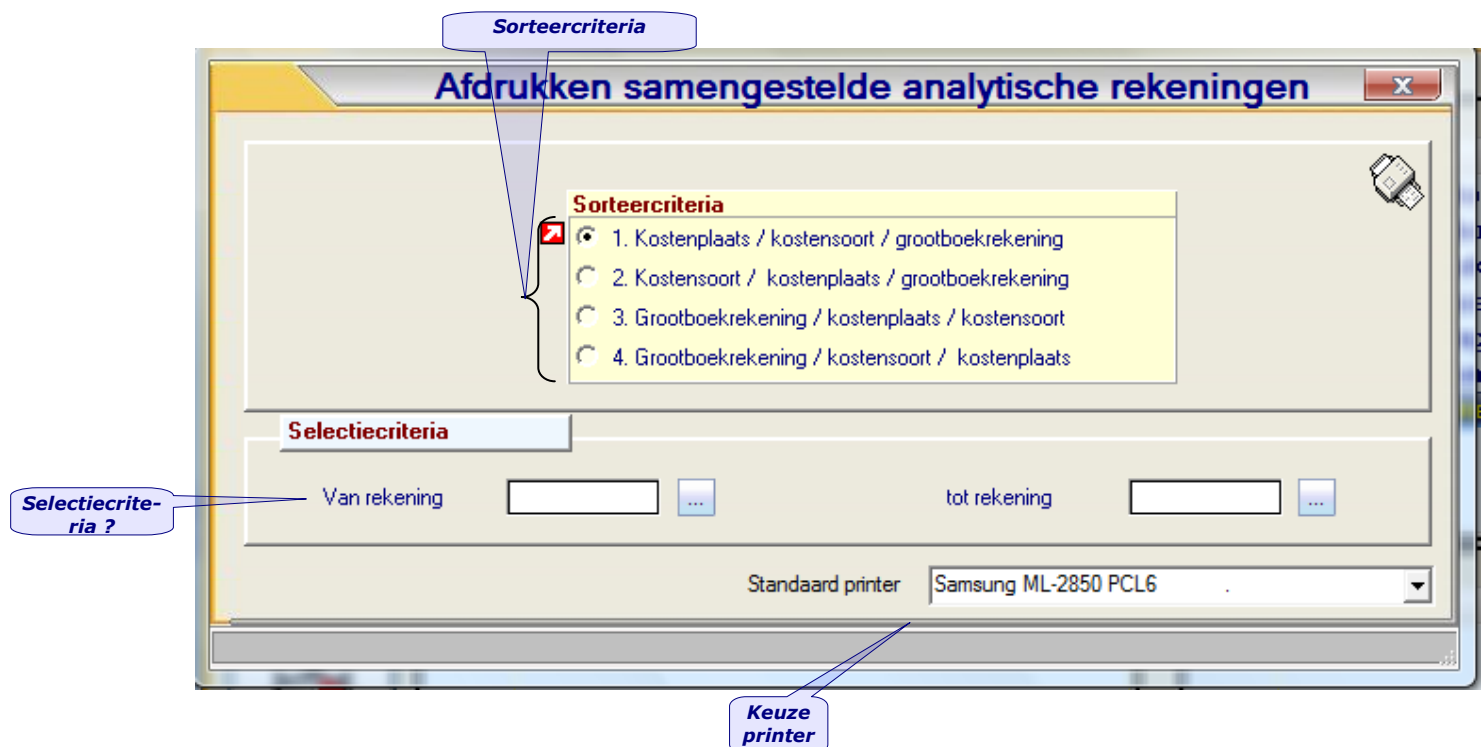 Sorteercriteria
Afdrukken samengestelde analytische rekeningen
Sorteercriteria
1. Kostenplaats / kostensoort / grootboekrekening
2. Kostensoort / kostenplaats / grootboekrekening
3. Grootboekrekening / kostenplaats / kostensoort
4. Grootboekrekening / kostensoort / kostenplaats
Selectiecriteria
Selectiecrite-
ria ?
Van rekening ... tot rekening ...
Standaard printer Samsung ML-2850 PCL6 .
Keuze
printer